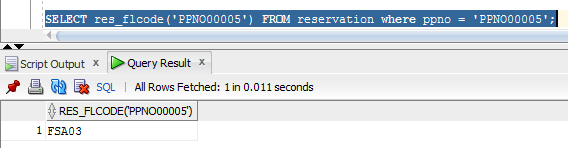 SELECT res_flcode('PPNO00005') FROM reservation where ppno = 'PPNO00005';
Script Output × Query Result ×
SQL | All Rows Fetched: 1 in 0.011 seconds
RES_FLCODE('PPNO00005')
1 FSA03